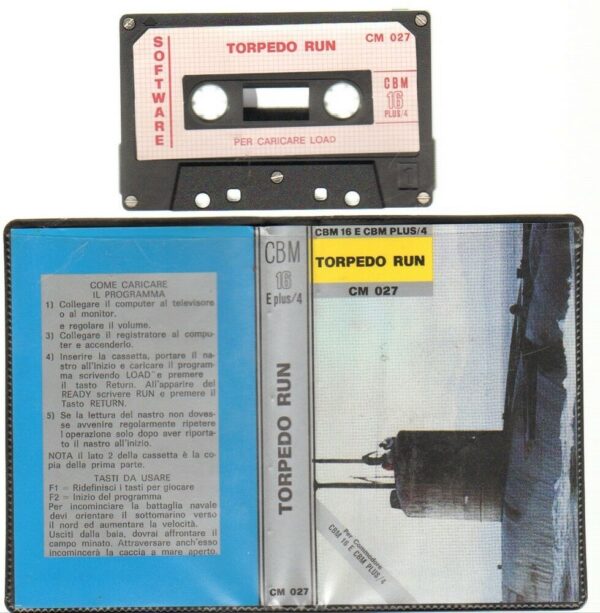 SOFTWARE
TORPEDO RUN
CM 027
CBM
16
PLUS/4
PER CARICARE LOAD
COME CARICARE
IL PROGRAMMA
1) Collegare il computer al televisore
o al monitor.
e regolare il volume.
3) Collegare il registratore al compu-
ter e accenderlo.
4) Inserire la cassetta, portare il na-
stro all'inizio e caricare il program-
ma scrivendo LOAD" e premere
il tasto Return. All'apparire del
READY scrivere RUN e premere il
Tasto RETURN.
5) Se la lettura del nastro non doves-
se avvenire regolarmente ripetere
l operazione solo dopo aver riporta-
to il nastro all'inizio.
NOTA il lato 2 della cassetta è la co-
pia della prima parte.
TASTI DA USARE
F1 = Ridefinisci i tasti per giocare
F2 = Inizio del programma
Per incominciare la battaglia navale
devi orientare il sottomarino verso
il nord ed aumentare la velocità.
Usciti dalla baia, dovrai affrontare il
campo minato. Attraversare anch'esso
incomincerà la caccia a mare aperto
CBM
16
E plus/4
TORPEDO RUN
CM 027
CBM 16 E CBM PLUS/4
TORPEDO RUN
CM 027
Per Commodore
CBM 16 E CBM PLUS/4